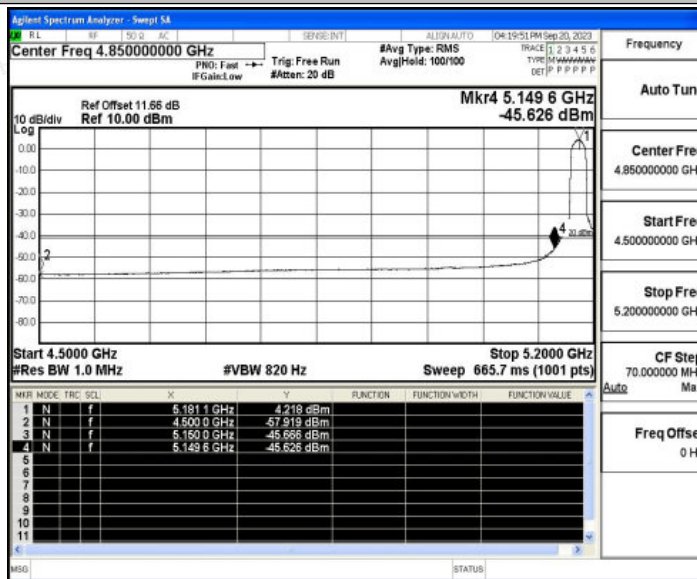 Agilent Spectrum Analyzer - Swept SA
RL RF 50 Ω AC SENSE:INT ALIGNAUTO 04:19:51 PM Sep 20, 2023
Center Freq 4.850000000 GHz
PNO: Fast
IFGain:Low
Trig: Free Run
#Atten: 20 dB
#Avg Type: RMS
Avg|Hold: 100/100
TRACE 1 2 3 4 5 6
TYPE
DET P P P P P P
Ref Offset 11.66 dB
10 dB/div Ref 10.00 dBm
Log
Mkr4 5.149 6 GHz
-45.626 dBm
0.00
-10.0
-20.0
-30.0
-40.0
-50.0
-60.0
-70.0
-80.0
1
2
4
Start 4.5000 GHz
Stop 5.2000 GHz
#Res BW 1.0 MHz #VBW 820 Hz Sweep 665.7 ms (1001 pts)
MKR MODE TRC SCL X Y FUNCTION FUNCTION WIDTH FUNCTION VALUE
1 N f 5.181 1 GHz 4.218 dBm
2 N f 4.500 0 GHz -57.919 dBm
3 N f 5.150 0 GHz -45.666 dBm
4 N f 5.149 6 GHz -45.626 dBm
5
6
7
8
9
10
11
MSG STATUS
Frequency
Auto Tun
Center Fre
4.850000000 GH
Start Fre
4.500000000 GH
Stop Fre
5.200000000 GH
CF Step
70.000000 MH
Auto Ma
Freq Offse
0 H